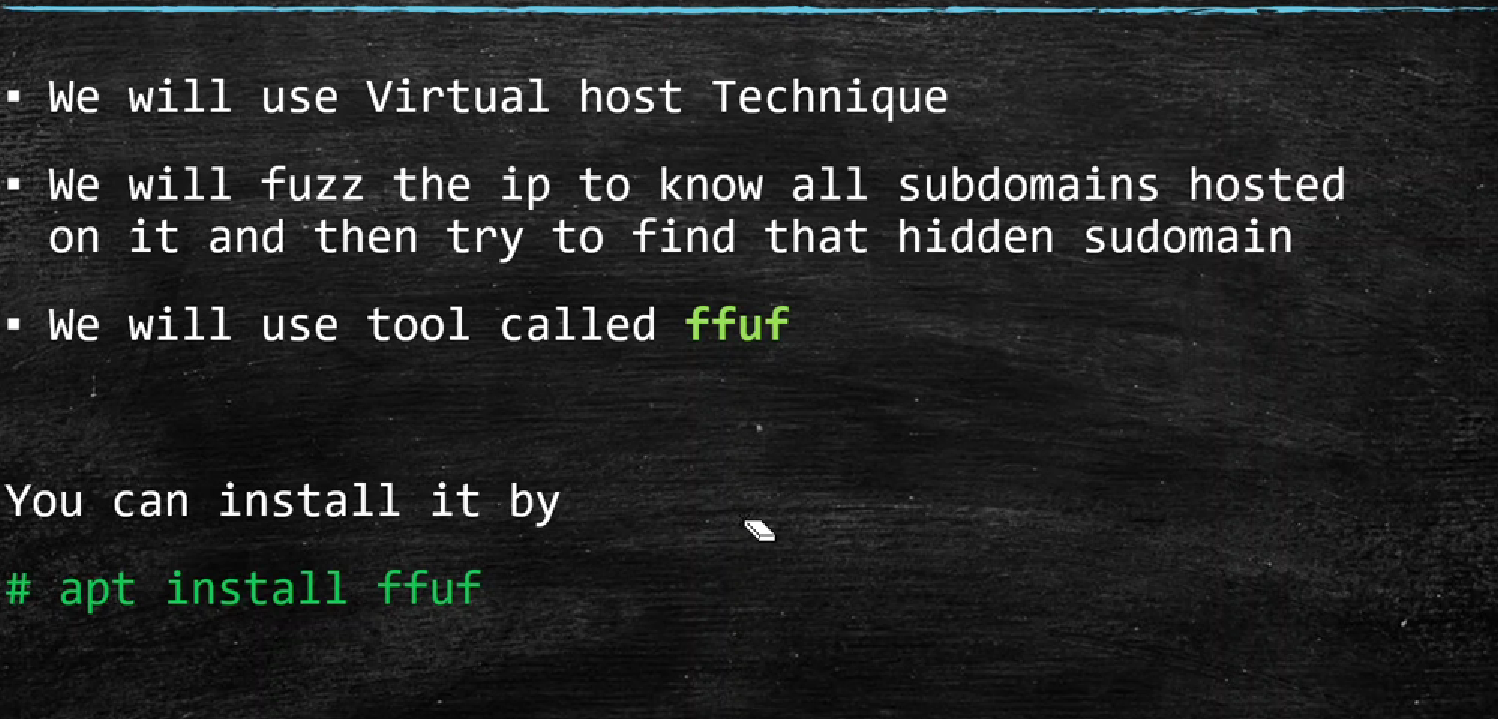 ▪ We will use Virtual host Technique
▪ We will fuzz the ip to know all subdomains hosted
on it and then try to find that hidden sudomain
▪ We will use tool called ffuf
You can install it by
# apt install ffuf